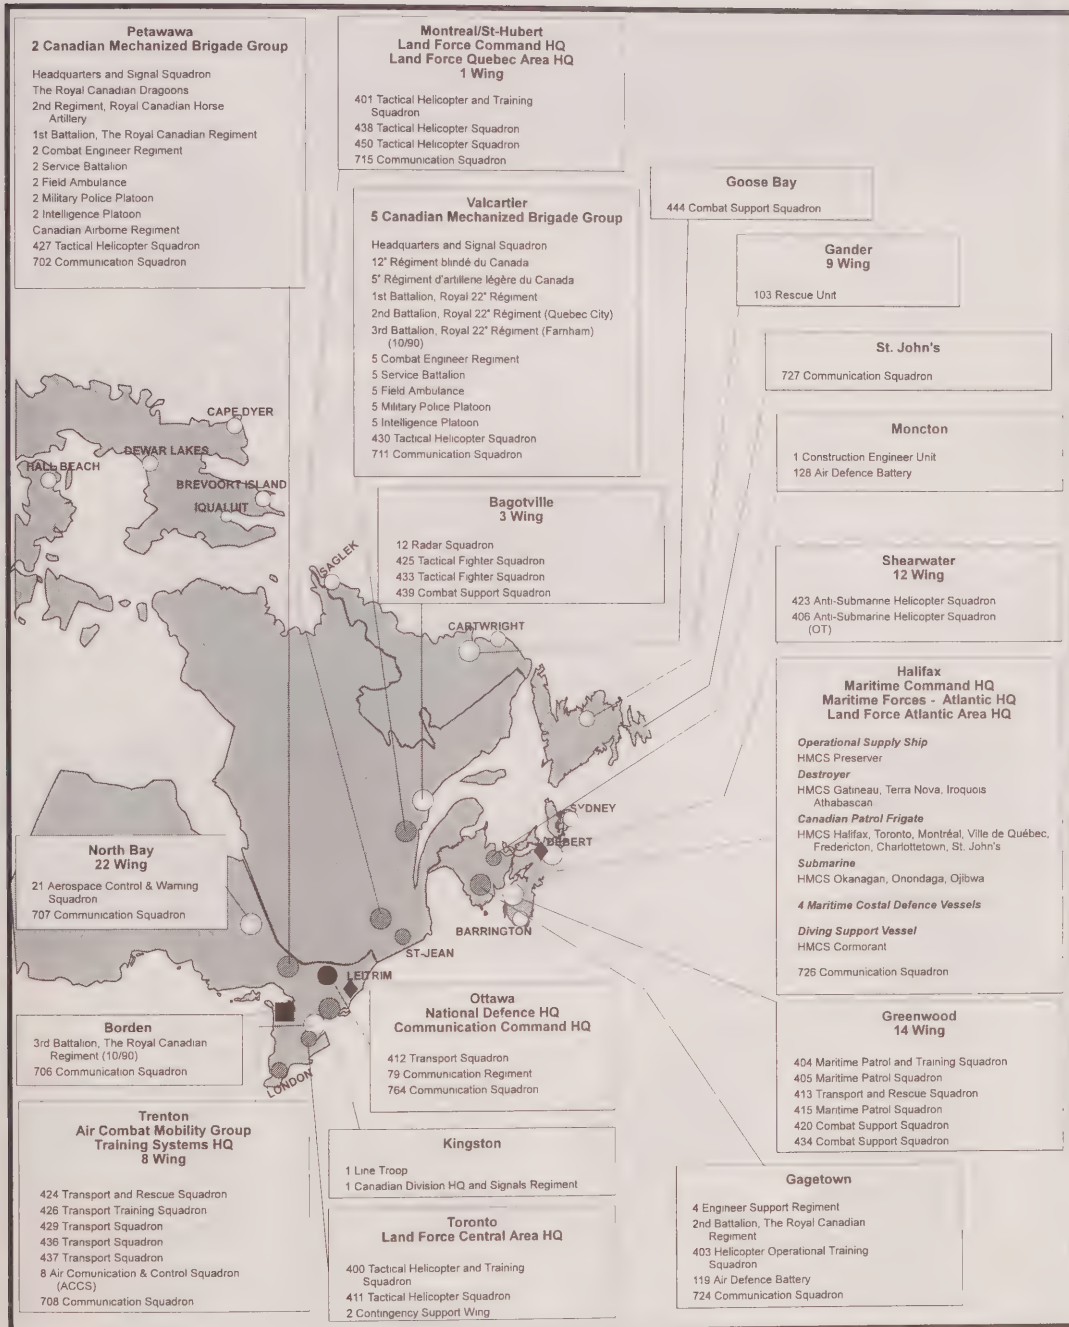 Petawawa
2 Canadian Mechanized Brigade Group
Headquarters and Signal Squadron
The Royal Canadian Dragoons
2nd Regiment, Royal Canadian Horse
Artillery
1st Battalion, The Royal Canadian Regiment
2 Combat Engineer Regiment
2 Service Battalion
2 Field Ambulance
2 Military Police Platoon
2 Intelligence Platoon
Canadian Airborne Regiment
427 Tactical Helicopter Squadron
702 Communication Squadron
Montreal/St-Hubert
Land Force Command HQ
Land Force Quebec Area HQ
1 Wing
401 Tactical Helicopter and Training
Squadron
438 Tactical Helicopter Squadron
450 Tactical Helicopter Squadron
715 Communication Squadron
Valcartier
5 Canadian Mechanized Brigade Group
Headquarters and Signal Squadron
12° Régiment blindé du Canada
5° Régiment d'artillene légère du Canada
1st Battalion, Royal 22° Régiment
2nd Battalion, Royal 22° Régiment (Quebec City)
3rd Battalion, Royal 22° Régiment (Farnham)
(10/90)
5 Combat Engineer Regiment
5 Service Battalion
5 Field Ambulance
5 Military Police Platoon
5 Intelligence Platoon
430 Tactical Helicopter Squadron
711 Communication Squadron
Goose Bay
444 Combat Support Squadron
Gander
9 Wing
103 Rescue Unit
St. John's
727 Communication Squadron
Moncton
1 Construction Engineer Unit
128 Air Defence Battery
CAPE DYER
DEWAR LAKES
HALL BEACH
BREVOORT ISLAND
IQUALUIT
Bagotville
3 Wing
12 Radar Squadron
425 Tactical Fighter Squadron
433 Tactical Fighter Squadron
439 Combat Support Squadron
SAGLEK
CARTWRIGHT
Shearwater
12 Wing
423 Anti-Submarine Helicopter Squadron
406 Anti-Submarine Helicopter Squadron
(OT)
Halifax
Maritime Command HQ
Maritime Forces - Atlantic HQ
Land Force Atlantic Area HQ
Operational Supply Ship
HMCS Preserver
Destroyer
HMCS Gatineau, Terra Nova, Iroquois
Athabascan
Canadian Patrol Frigate
HMCS Halifax, Toronto, Montréal, Ville de Québec,
Fredericton, Charlottetown, St. John's
Submarine
HMCS Okanagan, Onondaga, Ojibwa
4 Maritime Costal Defence Vessels
Diving Support Vessel
HMCS Cormorant
726 Communication Squadron
SYDNEY
DEBERT
BARRINGTON
ST-JEAN
LEITRIM
LONDON
North Bay
22 Wing
21 Aerospace Control & Warning
Squadron
707 Communication Squadron
Borden
3rd Battalion, The Royal Canadian
Regiment (10/90)
706 Communication Squadron
Ottawa
National Defence HQ
Communication Command HQ
412 Transport Squadron
79 Communication Regiment
764 Communication Squadron
Greenwood
14 Wing
404 Maritime Patrol and Training Squadron
405 Maritime Patrol Squadron
413 Transport and Rescue Squadron
415 Maritime Patrol Squadron
420 Combat Support Squadron
434 Combat Support Squadron
Trenton
Air Combat Mobility Group
Training Systems HQ
8 Wing
424 Transport and Rescue Squadron
426 Transport Training Squadron
429 Transport Squadron
436 Transport Squadron
437 Transport Squadron
8 Air Comunication & Control Squadron
(ACCS)
708 Communication Squadron
Kingston
1 Line Troop
1 Canadian Division HQ and Signals Regiment
Toronto
Land Force Central Area HQ
400 Tactical Helicopter and Training
Squadron
411 Tactical Helicopter Squadron
2 Contingency Support Wing
Gagetown
4 Engineer Support Regiment
2nd Battalion, The Royal Canadian
Regiment
403 Helicopter Operational Training
Squadron
119 Air Defence Battery
724 Communication Squadron